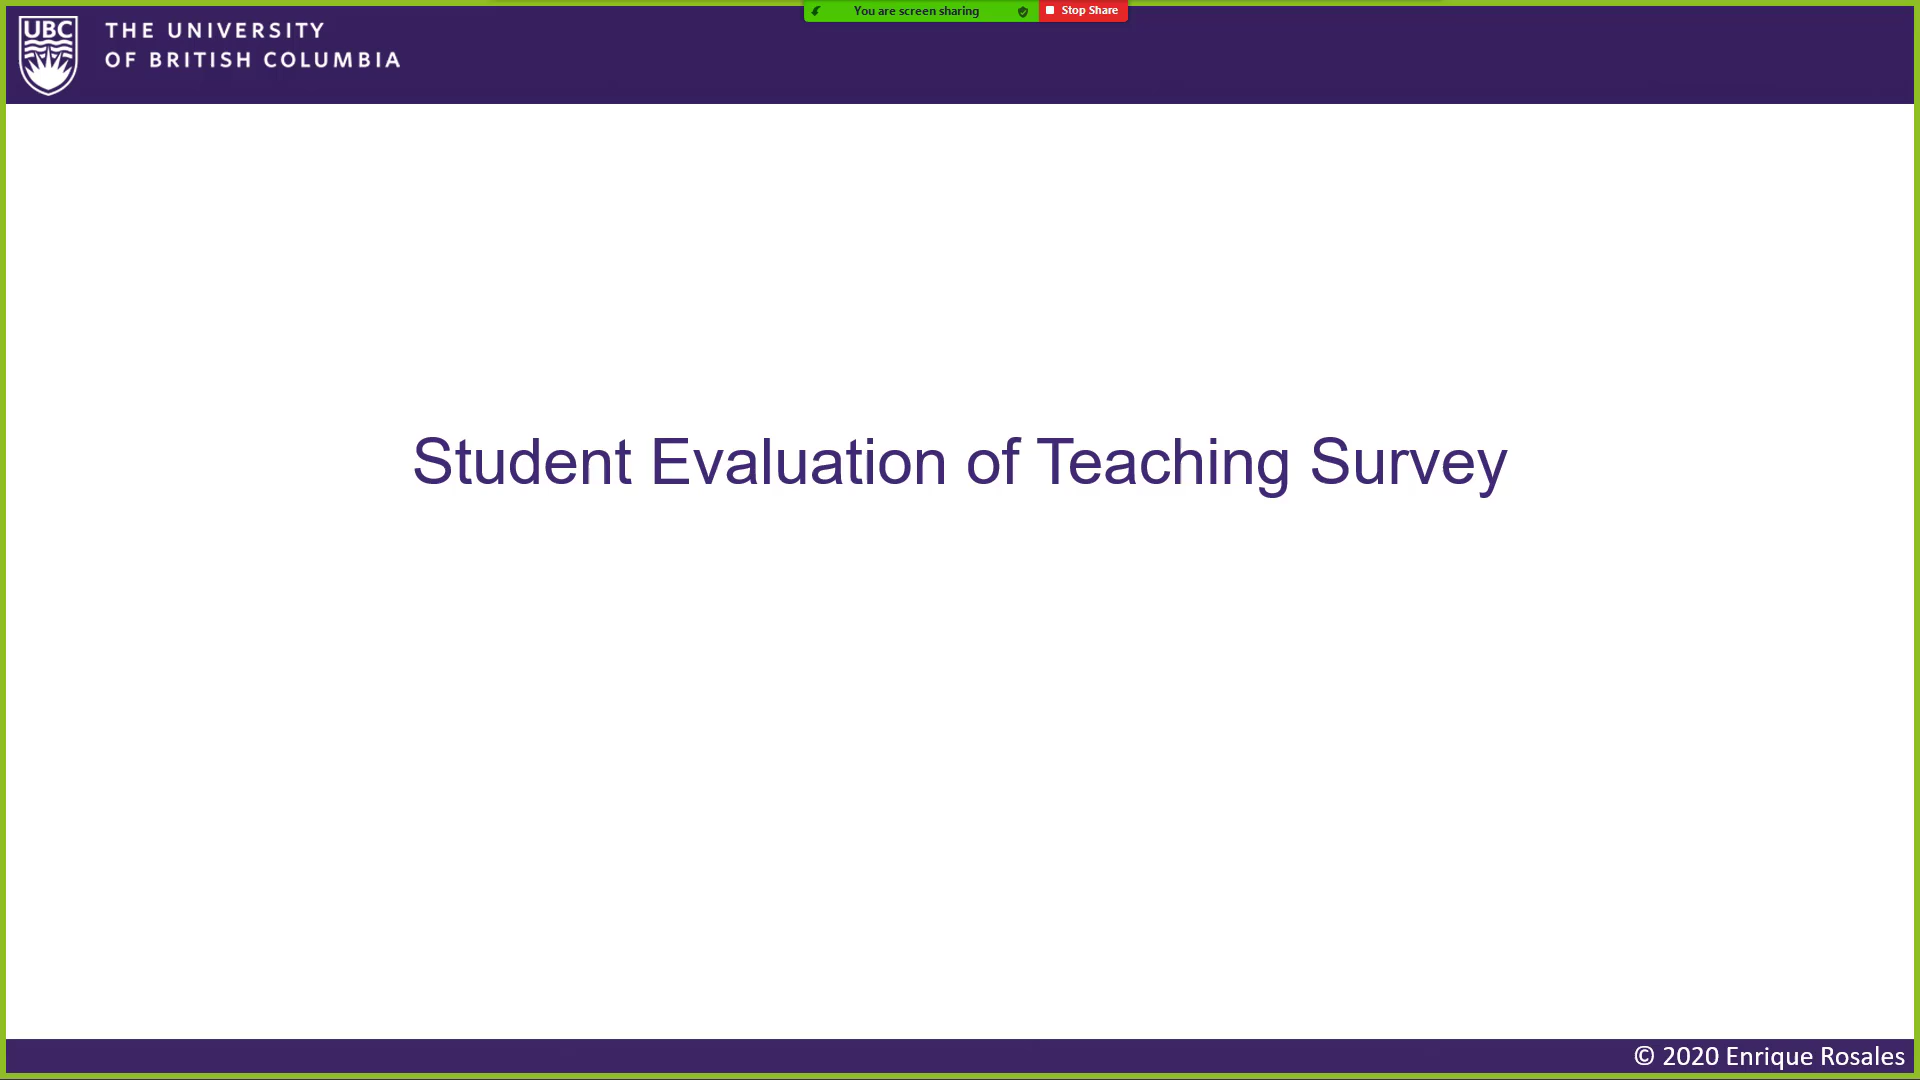 You are screen sharing
Stop Share
UBC
THE UNIVERSITY
OF BRITISH COLUMBIA
Student Evaluation of Teaching Survey
© 2020 Enrique Rosales